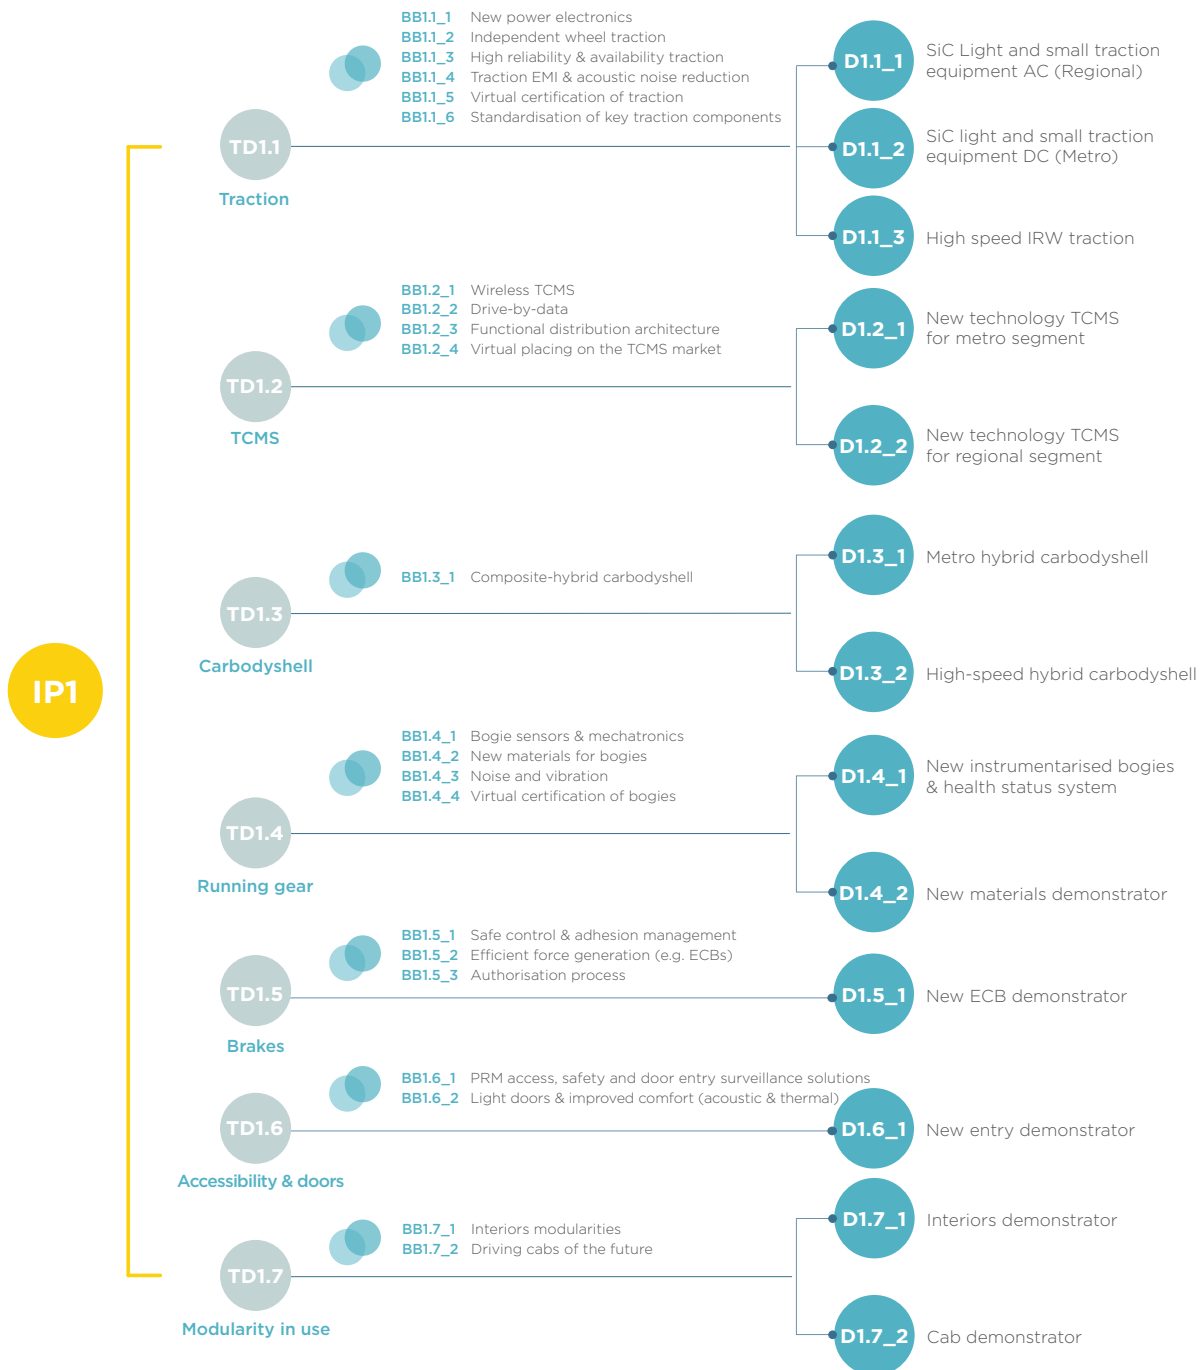 IP1
TD1.1
Traction
BB1.1_1 New power electronics
BB1.1_2 Independent wheel traction
BB1.1_3 High reliability & availability traction
BB1.1_4 Traction EMI & acoustic noise reduction
BB1.1_5 Virtual certification of traction
BB1.1_6 Standardisation of key traction components
D1.1_1
SiC Light and small traction
equipment AC (Regional)
D1.1_2
SiC light and small traction
equipment DC (Metro)
D1.1_3
High speed IRW traction
TD1.2
TCMS
BB1.2_1 Wireless TCMS
BB1.2_2 Drive-by-data
BB1.2_3 Functional distribution architecture
BB1.2_4 Virtual placing on the TCMS market
D1.2_1
New technology TCMS
for metro segment
D1.2_2
New technology TCMS
for regional segment
TD1.3
Carbodyshell
BB1.3_1 Composite-hybrid carbodyshell
D1.3_1
Metro hybrid carbodyshell
D1.3_2
High-speed hybrid carbodyshell
TD1.4
Running gear
BB1.4_1 Bogie sensors & mechatronics
BB1.4_2 New materials for bogies
BB1.4_3 Noise and vibration
BB1.4_4 Virtual certification of bogies
D1.4_1
New instrumentarised bogies
& health status system
D1.4_2
New materials demonstrator
TD1.5
Brakes
BB1.5_1 Safe control & adhesion management
BB1.5_2 Efficient force generation (e.g. ECBs)
BB1.5_3 Authorisation process
D1.5_1
New ECB demonstrator
TD1.6
Accessibility & doors
BB1.6_1 PRM access, safety and door entry surveillance solutions
BB1.6_2 Light doors & improved comfort (acoustic & thermal)
D1.6_1
New entry demonstrator
TD1.7
Modularity in use
BB1.7_1 Interiors modularities
BB1.7_2 Driving cabs of the future
D1.7_1
Interiors demonstrator
D1.7_2
Cab demonstrator